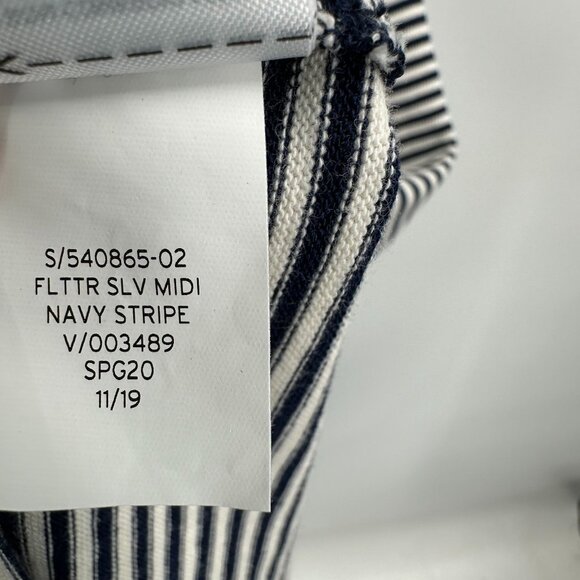 S/540865-02
FLTTR SLV MIDI
NAVY STRIPE
V/003489
SPG20
11/19